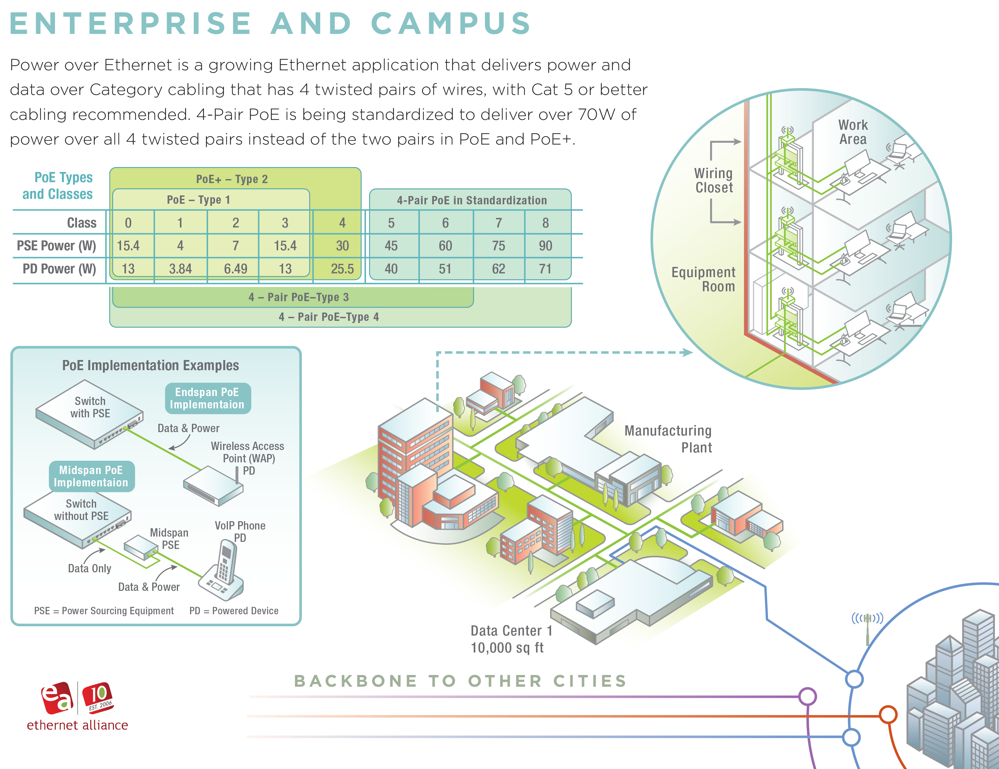 ENTERPRISE AND CAMPUS
Power over Ethernet is a growing Ethernet application that delivers power and
data over Category cabling that has 4 twisted pairs of wires, with Cat 5 or better
cabling recommended. 4-Pair PoE is being standardized to deliver over 70W of
power over all 4 twisted pairs instead of the two pairs in PoE and PoE+.
PoE Types
and Classes
PoE+ – Type 2
PoE – Type 1
4-Pair PoE in Standardization
Class 0 1 2 3 4 5 6 7 8
PSE Power (W) 15.4 4 7 15.4 30 45 60 75 90
PD Power (W) 13 3.84 6.49 13 25.5 40 51 62 71
4 – Pair PoE–Type 3
4 – Pair PoE–Type 4
Work
Area
Wiring
Closet
Equipment
Room
PoE Implementation Examples
Switch
with PSE
Endspan PoE
Implementaion
Data & Power
Wireless Access
Point (WAP)
PD
Midspan PoE
Implementaion
Switch
without PSE
Midspan
PSE
VoIP Phone
PD
Data Only
Data & Power
PSE = Power Sourcing Equipment PD = Powered Device
Manufacturing
Plant
Data Center 1
10,000 sq ft
BACKBONE TO OTHER CITIES
ea
10
EST. 2006
ethernet alliance